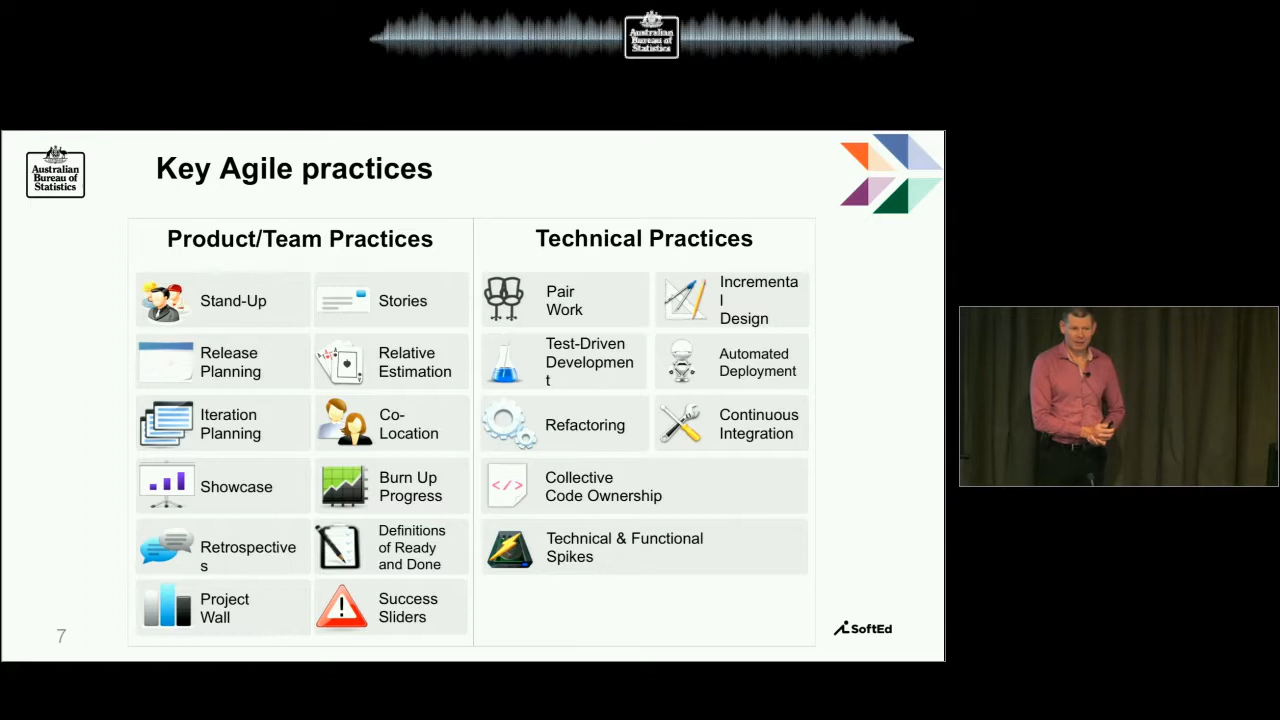 Australian
Bureau of
Statistics
Australian
Bureau of
Statistics
Key Agile practices
Product/Team Practices
Stand-Up
Stories
Release
Planning
Relative
Estimation
Iteration
Planning
Co-
Location
Showcase
Burn Up
Progress
Retrospective
s
Definitions
of Ready
and Done
Project
Wall
Success
Sliders
Technical Practices
Pair
Work
Incrementa
l
Design
Test-Driven
Developmen
t
Automated
Deployment
Refactoring
Continuous
Integration
</>
Collective
Code Ownership
Technical & Functional
Spikes
7
SoftEd